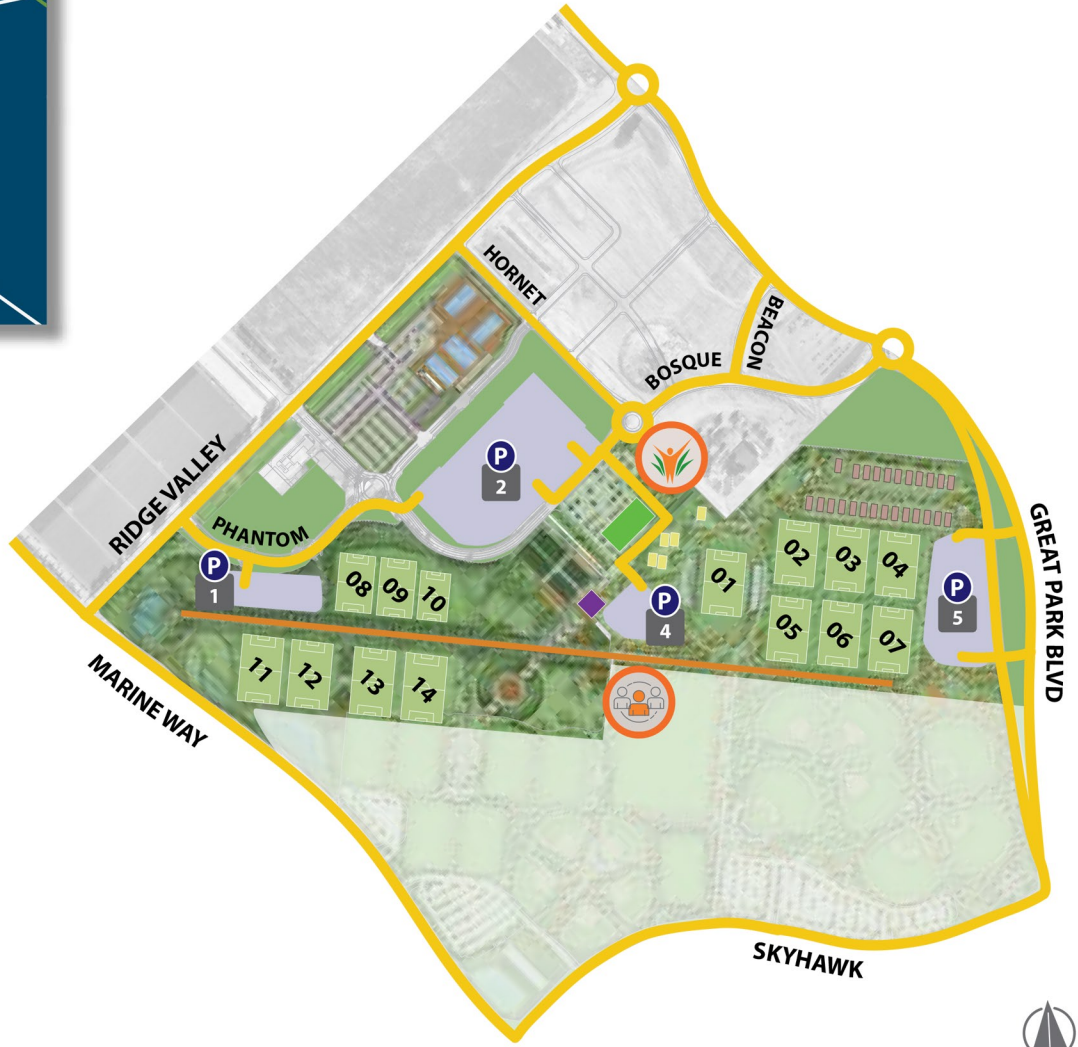 HORNET
BEACON
BOSQUE
RIDGE VALLEY
P
2
PHANTOM
GREAT PARK BLVD
P
1
08
09
10
01
02
03
04
05
06
07
P
4
P
5
11
12
13
14
MARINE WAY
SKYHAWK